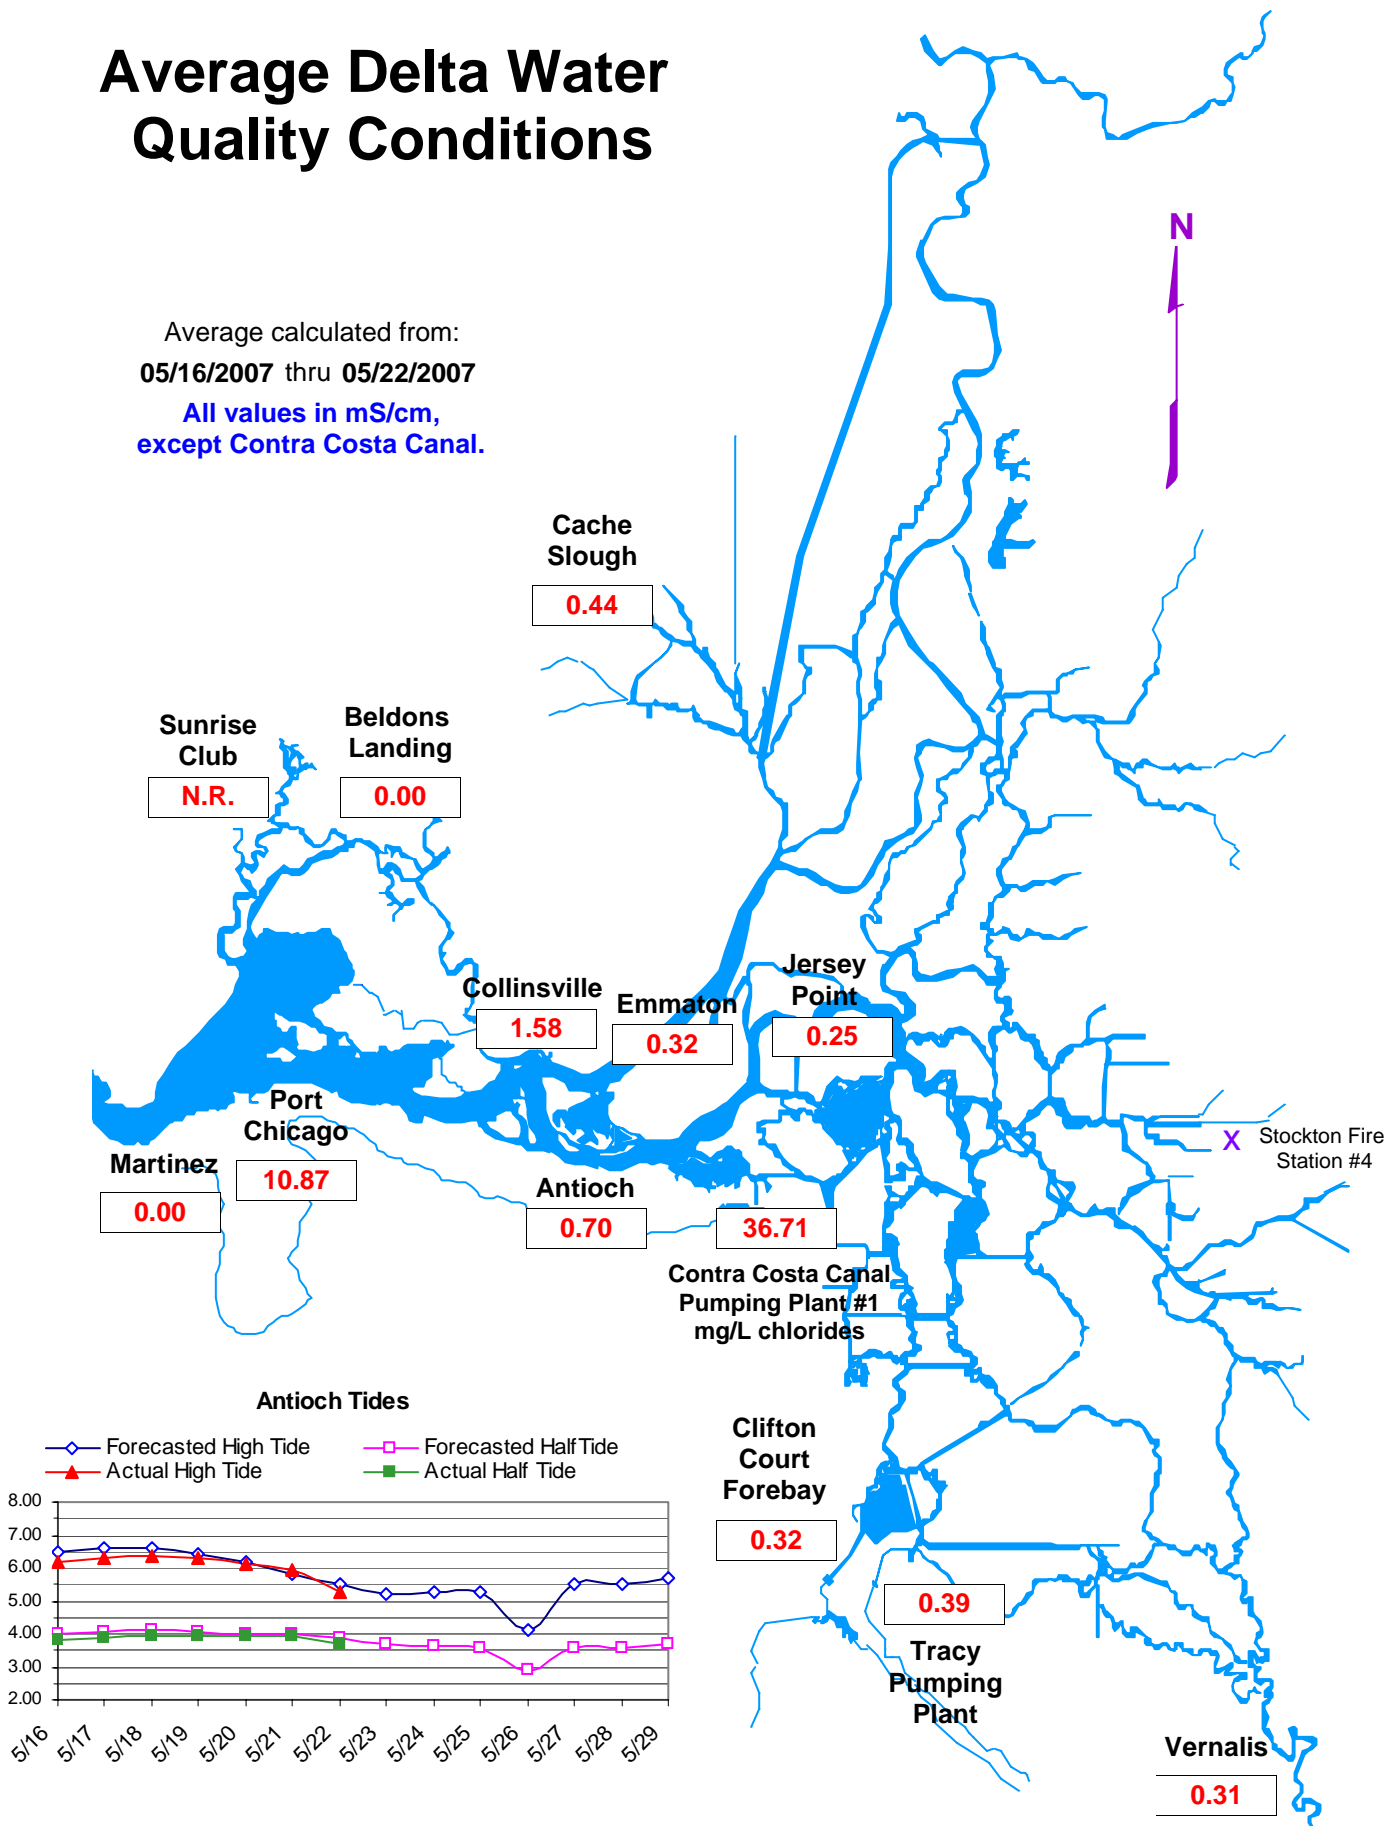 Average Delta Water
Quality Conditions
N
Average calculated from:
05/16/2007 thru 05/22/2007
All values in mS/cm,
except Contra Costa Canal.
Cache
Slough
0.44
Sunrise
Club
N.R.
Beldons
Landing
0.00
Collinsville
1.58
Emmaton
0.32
Jersey
Point
0.25
Port
Chicago
10.87
Martinez
0.00
Antioch
0.70
36.71
Contra Costa Canal
Pumping Plant #1
mg/L chlorides
X Stockton Fire
Station #4
Antioch Tides
Forecasted High Tide
Forecasted Half Tide
Actual High Tide
Actual Half Tide
8.00
7.00
6.00
5.00
4.00
3.00
2.00
5/16 5/17 5/18 5/19 5/20 5/21 5/22 5/23 5/24 5/25 5/26 5/27 5/28 5/29
Clifton
Court
Forebay
0.32
0.39
Tracy
Pumping
Plant
Vernalis
0.31